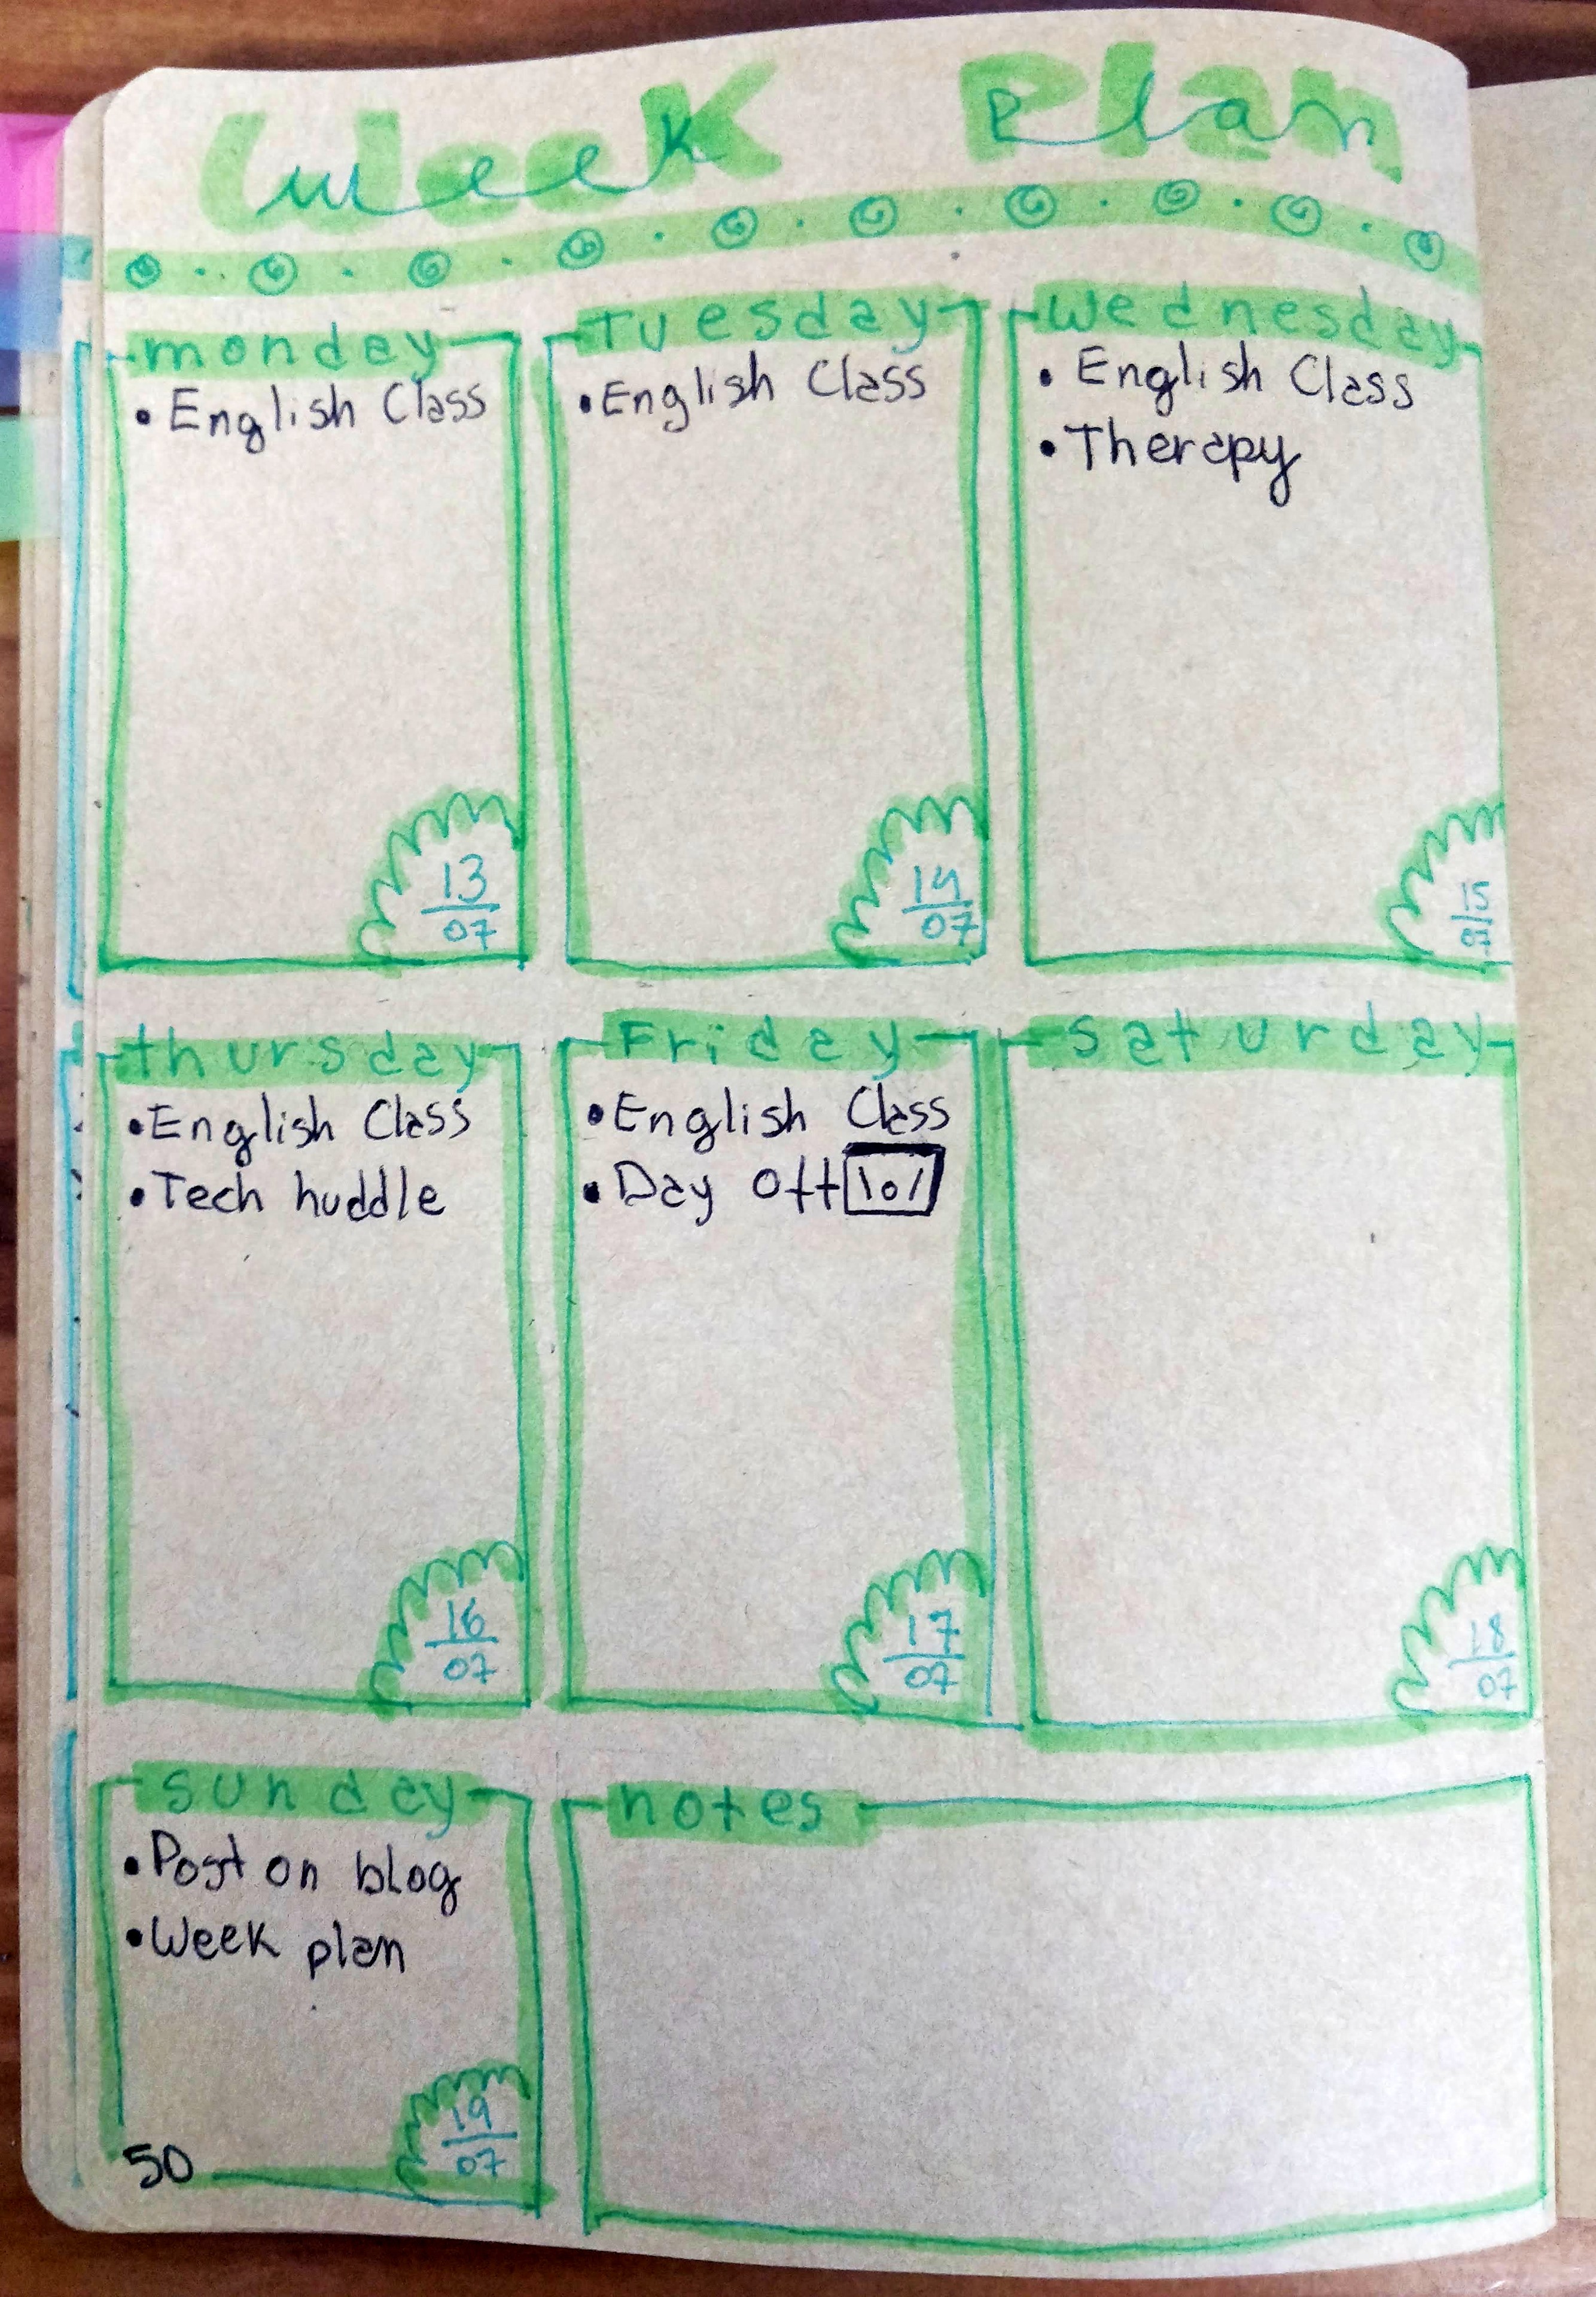 Week Plan
monday
• English Class
13
07
Tuesday
• English Class
14
07
Wednesday
• English Class
• Therapy
15
07
thursday
• English Class
• Tech huddle
16
07
Friday
• English Class
• Day Off \o/
17
07
saturday
18
07
sunday
• Post on blog
• Week plan
19
07
notes
50